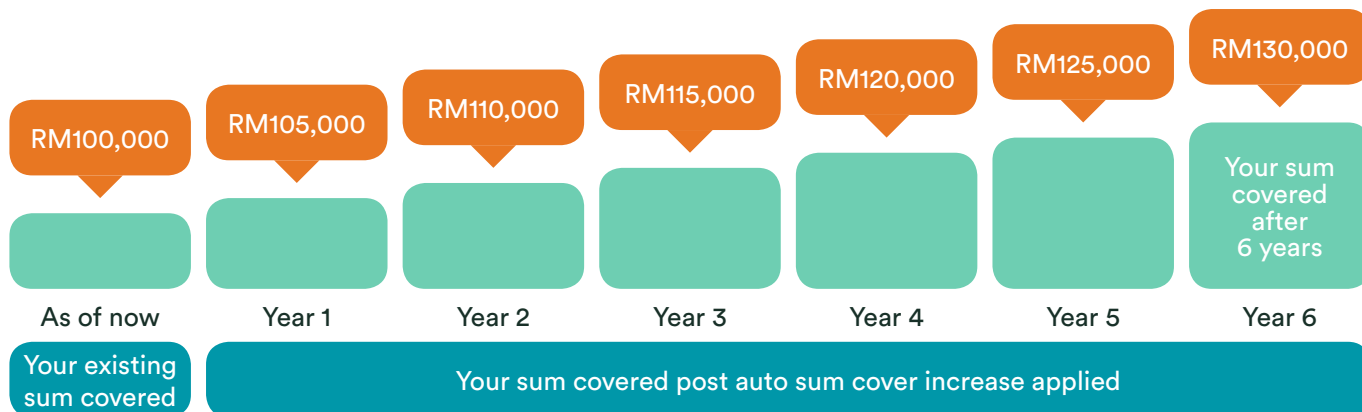 RM100,000
RM105,000
RM110,000
RM115,000
RM120,000
RM125,000
RM130,000
Your sum
covered
after
6 years
As of now
Year 1
Year 2
Year 3
Year 4
Year 5
Year 6
Your existing
sum covered
Your sum covered post auto sum cover increase applied